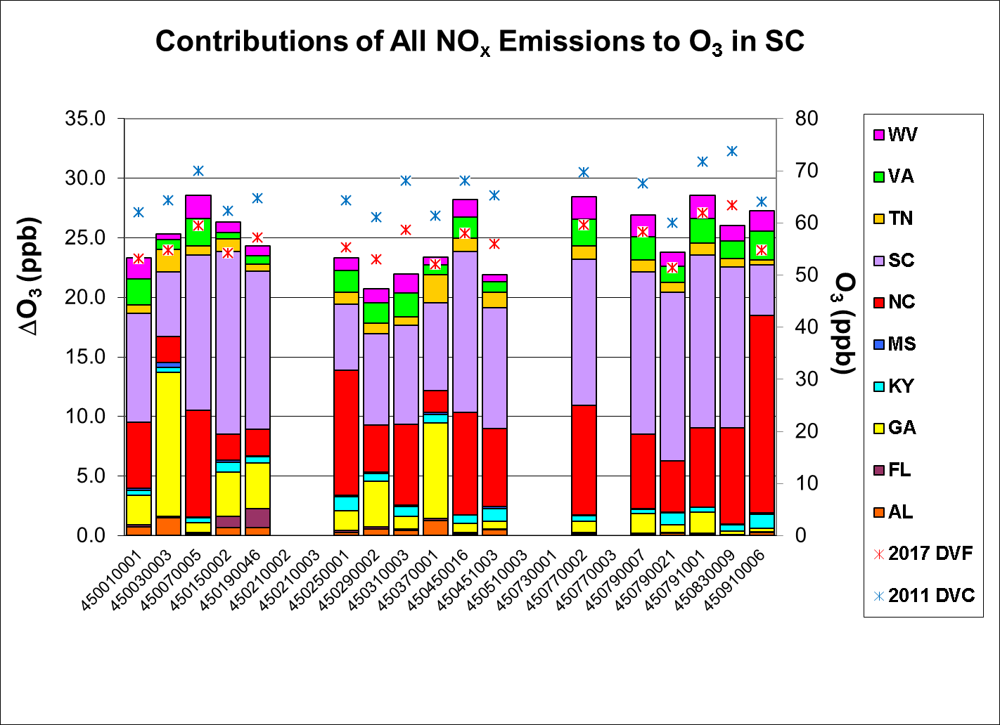 Contributions of All NOx Emissions to O3 in SC
35.0
30.0
25.0
20.0
15.0
10.0
5.0
0.0
ΔO3 (ppb)
80
70
60
50
40
30
20
10
0
O3 (ppb)
450010001
450030003
450070005
450150002
450190046
450210002
450210003
450250001
450290002
450310003
450370001
450450016
450451003
450510003
450730001
450770002
450770003
450790007
450790021
450791001
450830009
450910006
WV
VA
TN
SC
NC
MS
KY
GA
FL
AL
2017 DVF
2011 DVC